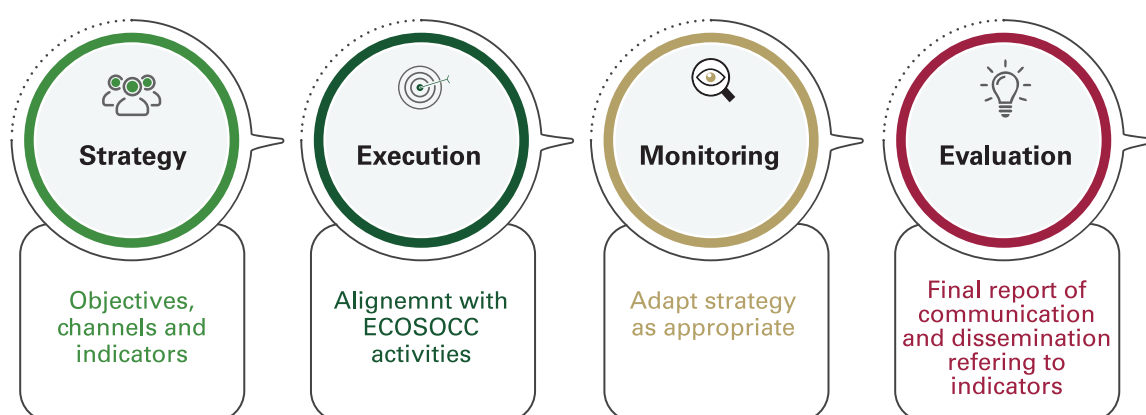 Strategy
Objectives,
channels and
indicators
Execution
Alignemnt with
ECOSOCC
activities
Monitoring
Adapt strategy
as appropriate
Evaluation
Final report of
communication
and dissemination
refering to
indicators